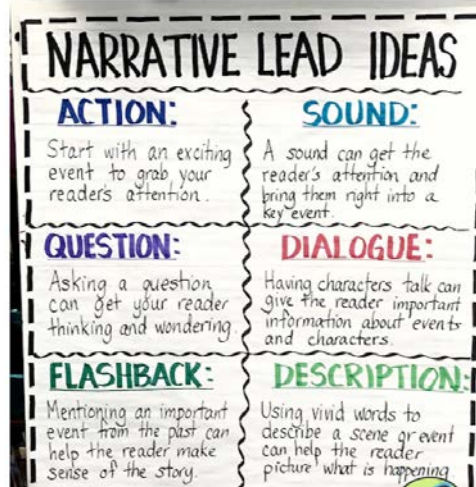 NARRATIVE LEAD IDEAS
ACTION:
Start with an exciting
event to grab your
reader's attention.
SOUND:
A sound can get the
reader's attention and
bring them right into a
key event.
QUESTION:
Asking a question
can get your reader
thinking and wondering.
DIALOGUE:
Having characters talk can
give the reader important
information about events
and characters.
FLASHBACK:
Mentioning an important
event from the past can
help the reader make
sense of the story.
DESCRIPTION:
Using vivid words to
describe a scene or event
can help the reader
picture what is happening.